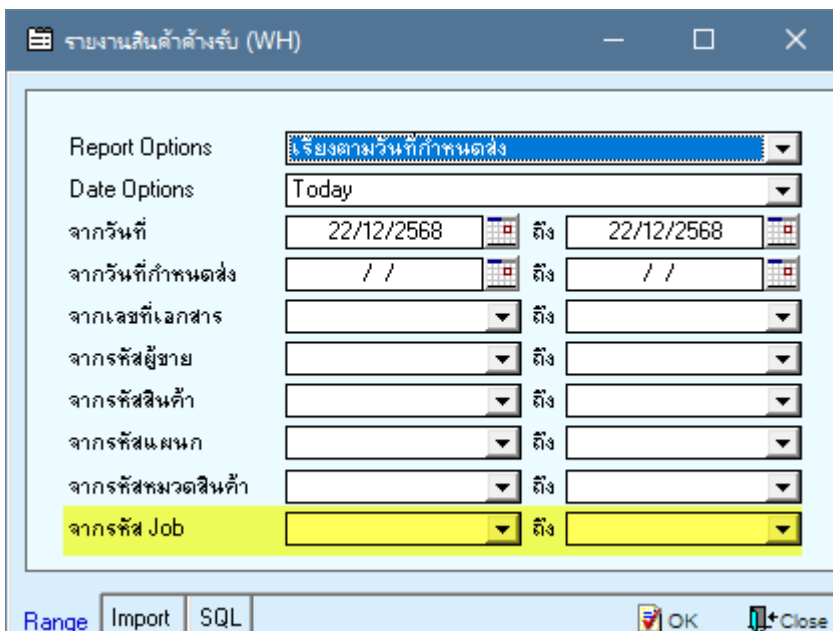 รายงานสินค้าค้างรับ (WH)
Report Options เรียงตามวันที่กำหนดส่ง
Date Options Today
จากวันที่ 22/12/2568 ถึง 22/12/2568
จากวันที่กำหนดส่ง / / ถึง / /
จากเลขที่เอกสาร ถึง
จากรหัสผู้ขาย ถึง
จากรหัสสินค้า ถึง
จากรหัสแผนก ถึง
จากรหัสหมวดสินค้า ถึง
จากรหัส Job ถึง
Range Import SQL OK Close